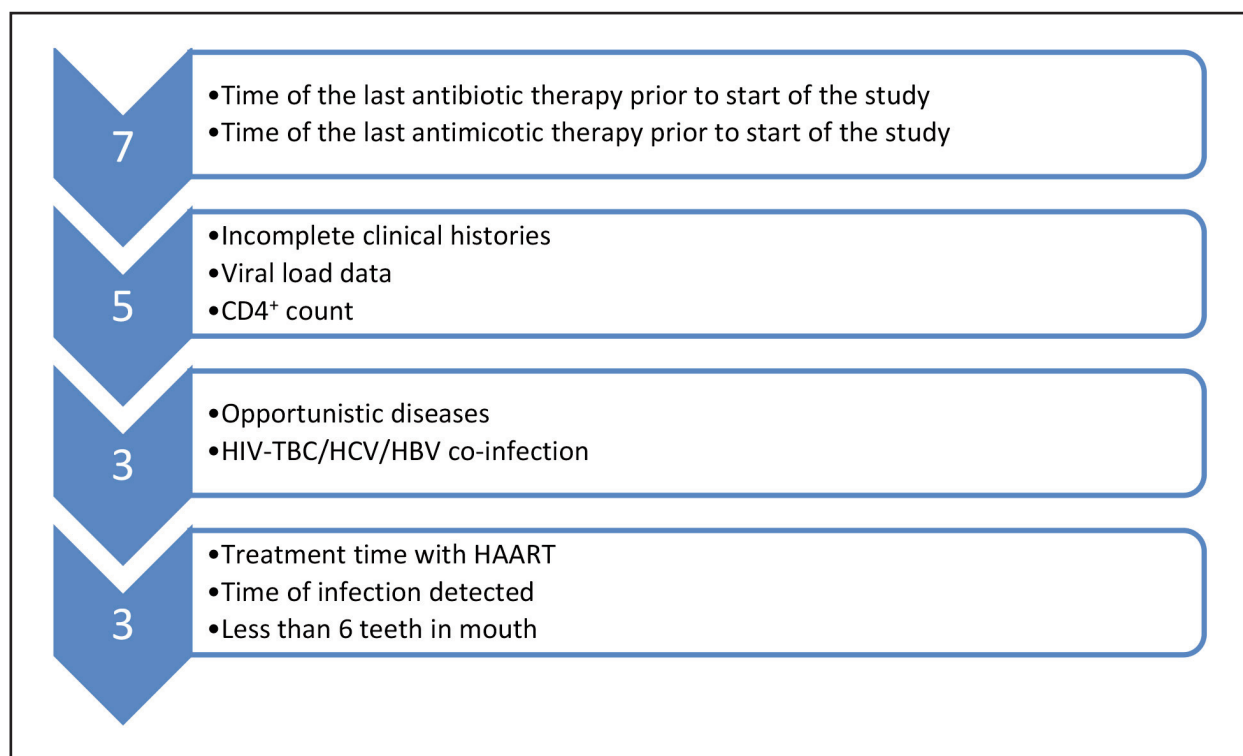 7
•Time of the last antibiotic therapy prior to start of the study
•Time of the last antimicotic therapy prior to start of the study
5
•Incomplete clinical histories
•Viral load data
•CD4⁺ count
3
•Opportunistic diseases
•HIV-TBC/HCV/HBV co-infection
3
•Treatment time with HAART
•Time of infection detected
•Less than 6 teeth in mouth